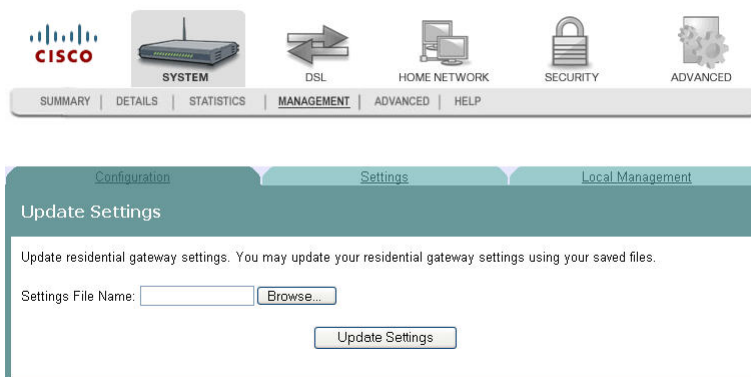 CISCO
SYSTEM DSL HOME NETWORK SECURITY ADVANCED
SUMMARY | DETAILS | STATISTICS | MANAGEMENT | ADVANCED | HELP
Configuration Settings Local Management
Update Settings
Update residential gateway settings. You may update your residential gateway settings using your saved files.
Settings File Name: Browse...
Update Settings